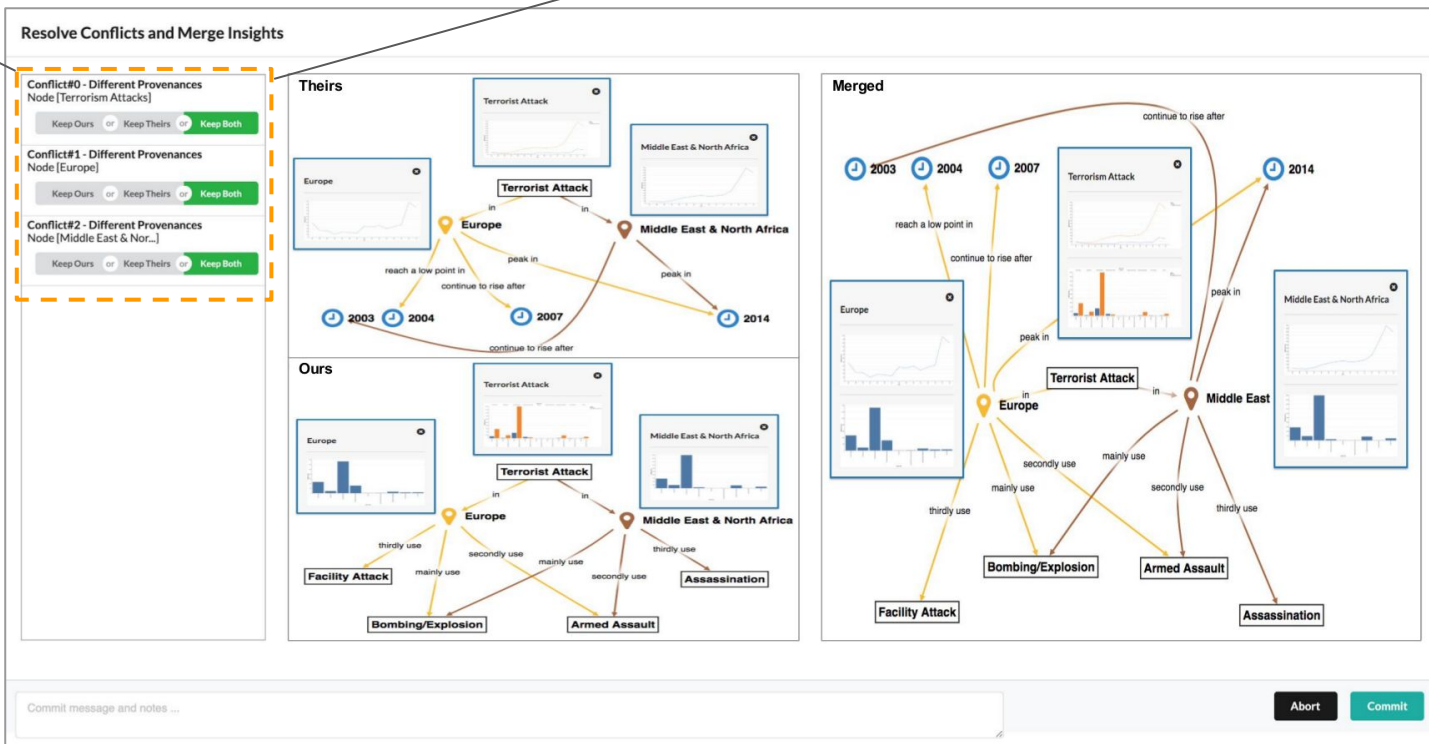 Resolve Conflicts and Merge Insights
Conflict#0 - Different Provenances
Node [Terrorism Attacks]
Keep Ours or Keep Theirs or Keep Both
Conflict#1 - Different Provenances
Node [Europe]
Keep Ours or Keep Theirs or Keep Both
Conflict#2 - Different Provenances
Node [Middle East & Nor...]
Keep Ours or Keep Theirs or Keep Both
Theirs
Terrorist Attack
Middle East & North Africa
Europe
Terrorist Attack
in
in
Europe
Middle East & North Africa
reach a low point in
peak in
peak in
continue to rise after
2003
2004
2007
2014
continue to rise after
Ours
Terrorist Attack
Europe
Middle East & North Africa
Terrorist Attack
in
in
Europe
Middle East & North Africa
thirdly use
mainly use
secondly use
mainly use
secondly use
thirdly use
Facility Attack
Assassination
Bombing/Explosion
Armed Assault
Merged
continue to rise after
2003
2004
2007
2014
Terrorism Attack
reach a low point in
continue to rise after
Europe
peak in
Middle East & North Africa
peak in
Terrorist Attack
in
in
Europe
Middle East
mainly use
secondly use
mainly use
secondly use
thirdly use
thirdly use
Bombing/Explosion
Armed Assault
Facility Attack
Assassination
Commit message and notes ...
Abort
Commit